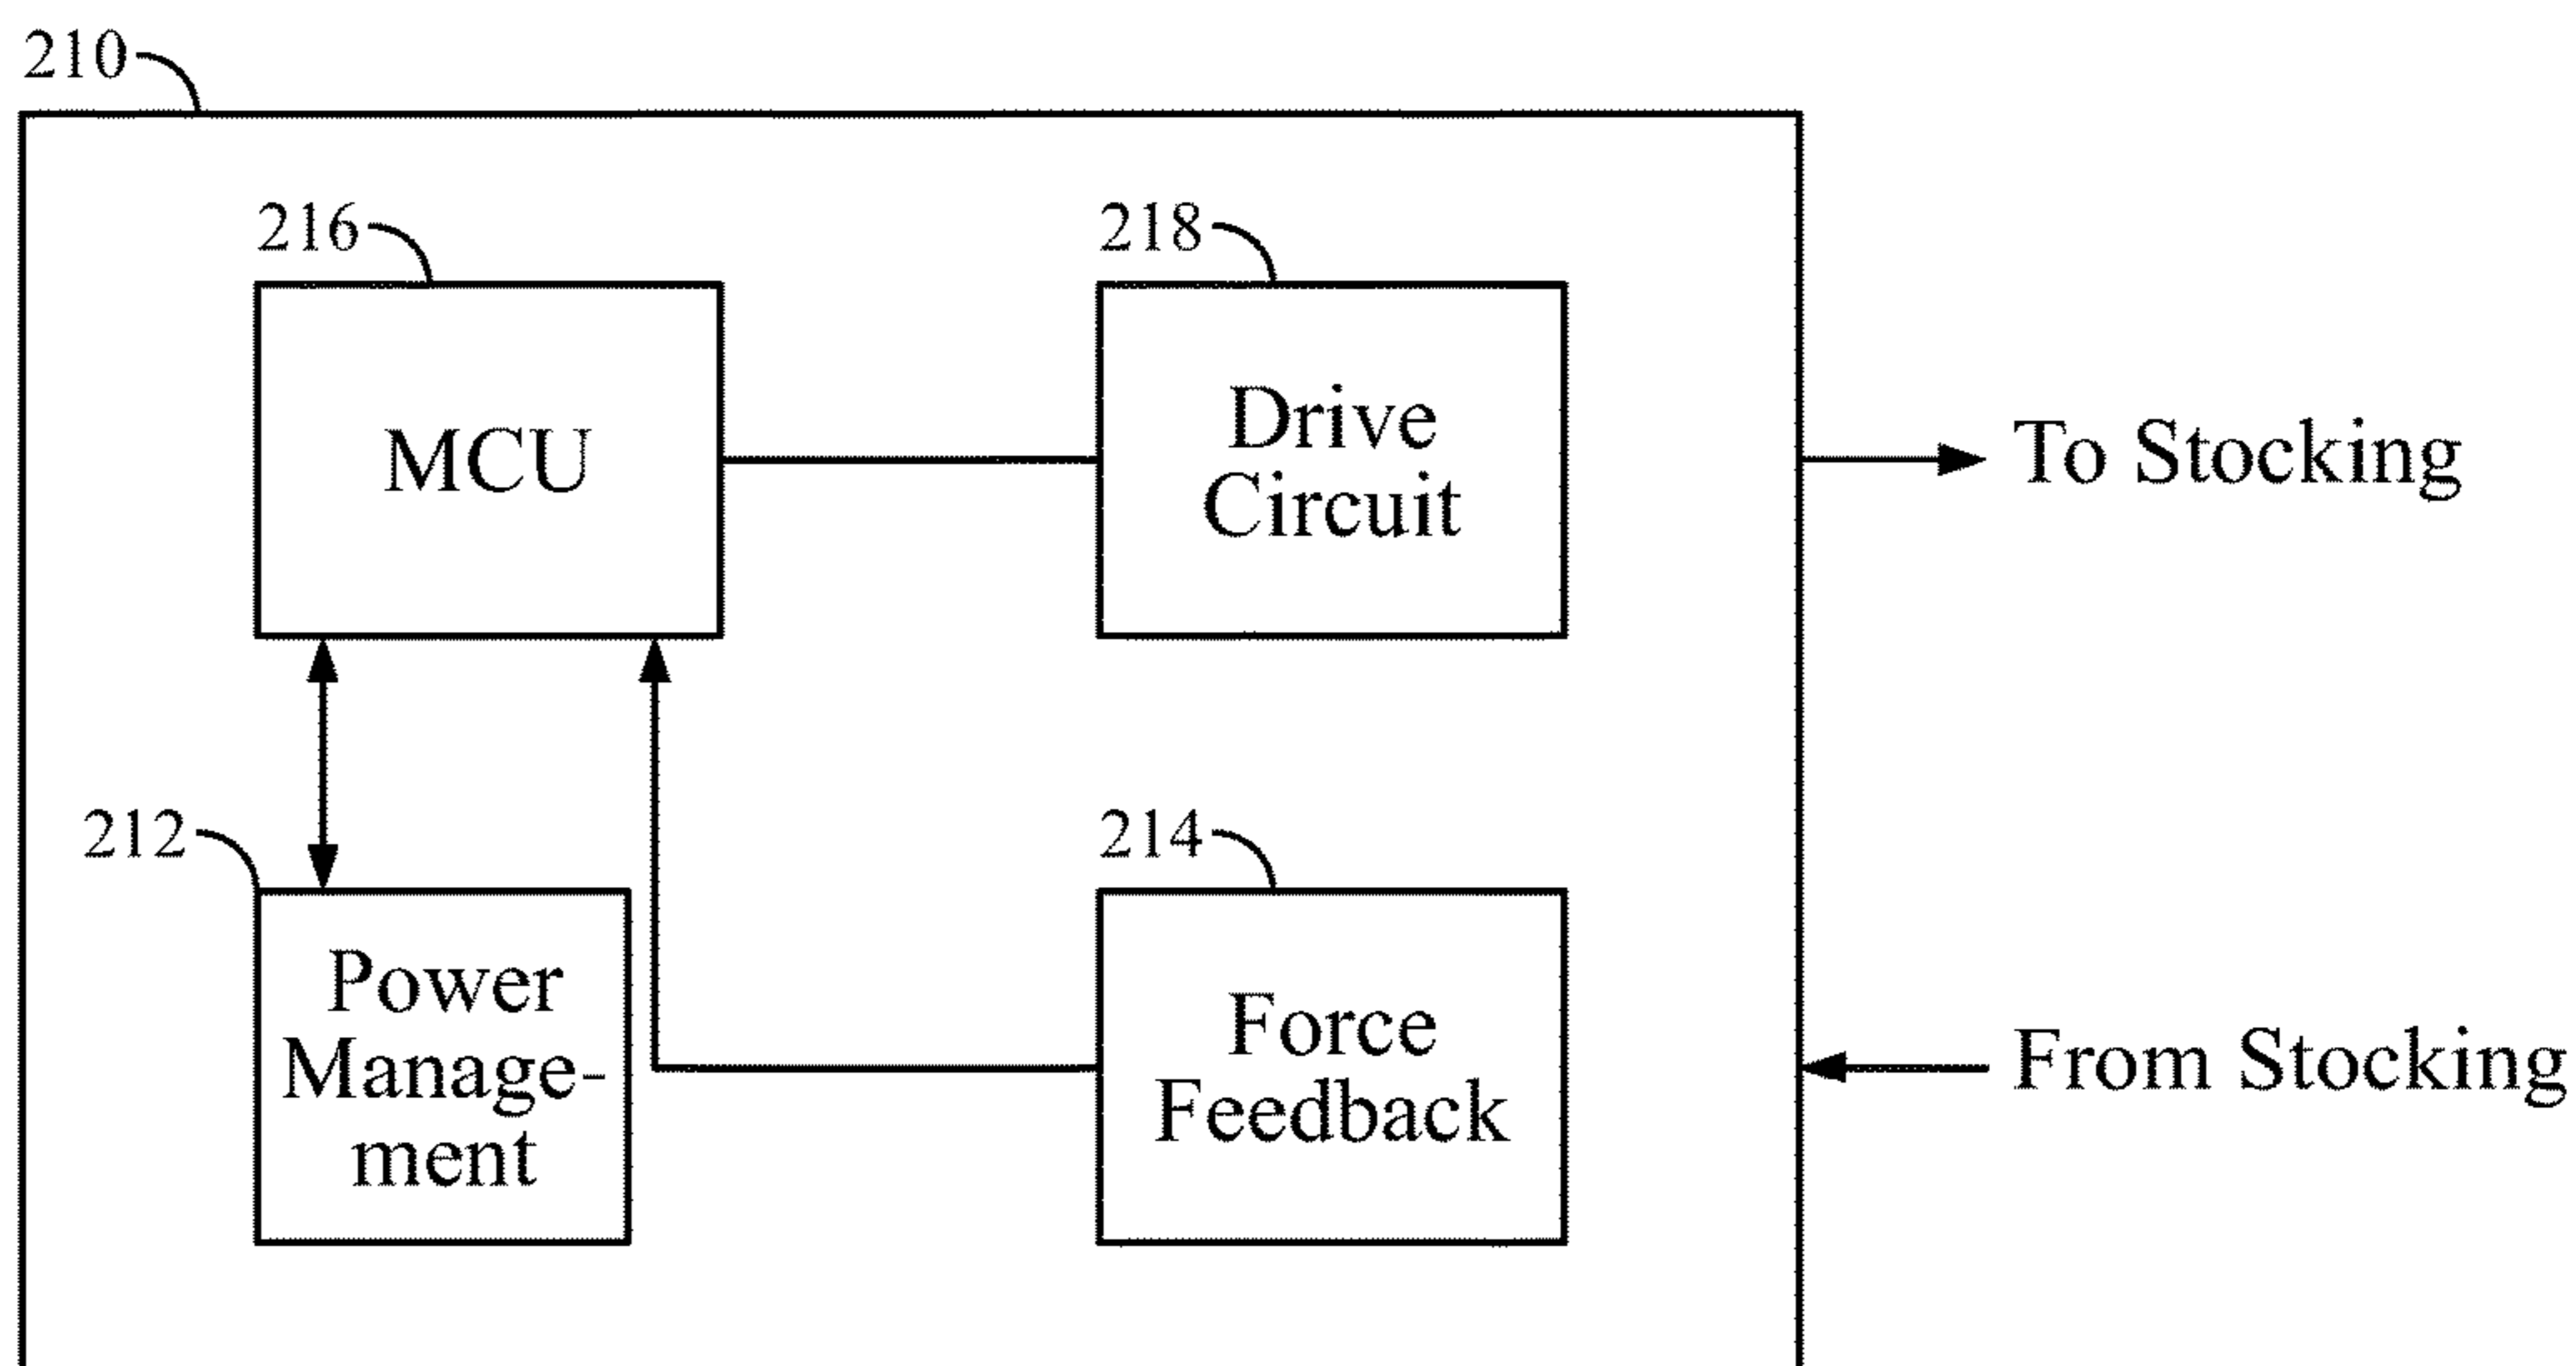 210
216
218
MCU
Drive
Circuit
To Stocking
212
214
Power
Manage-
ment
Force
Feedback
From Stocking